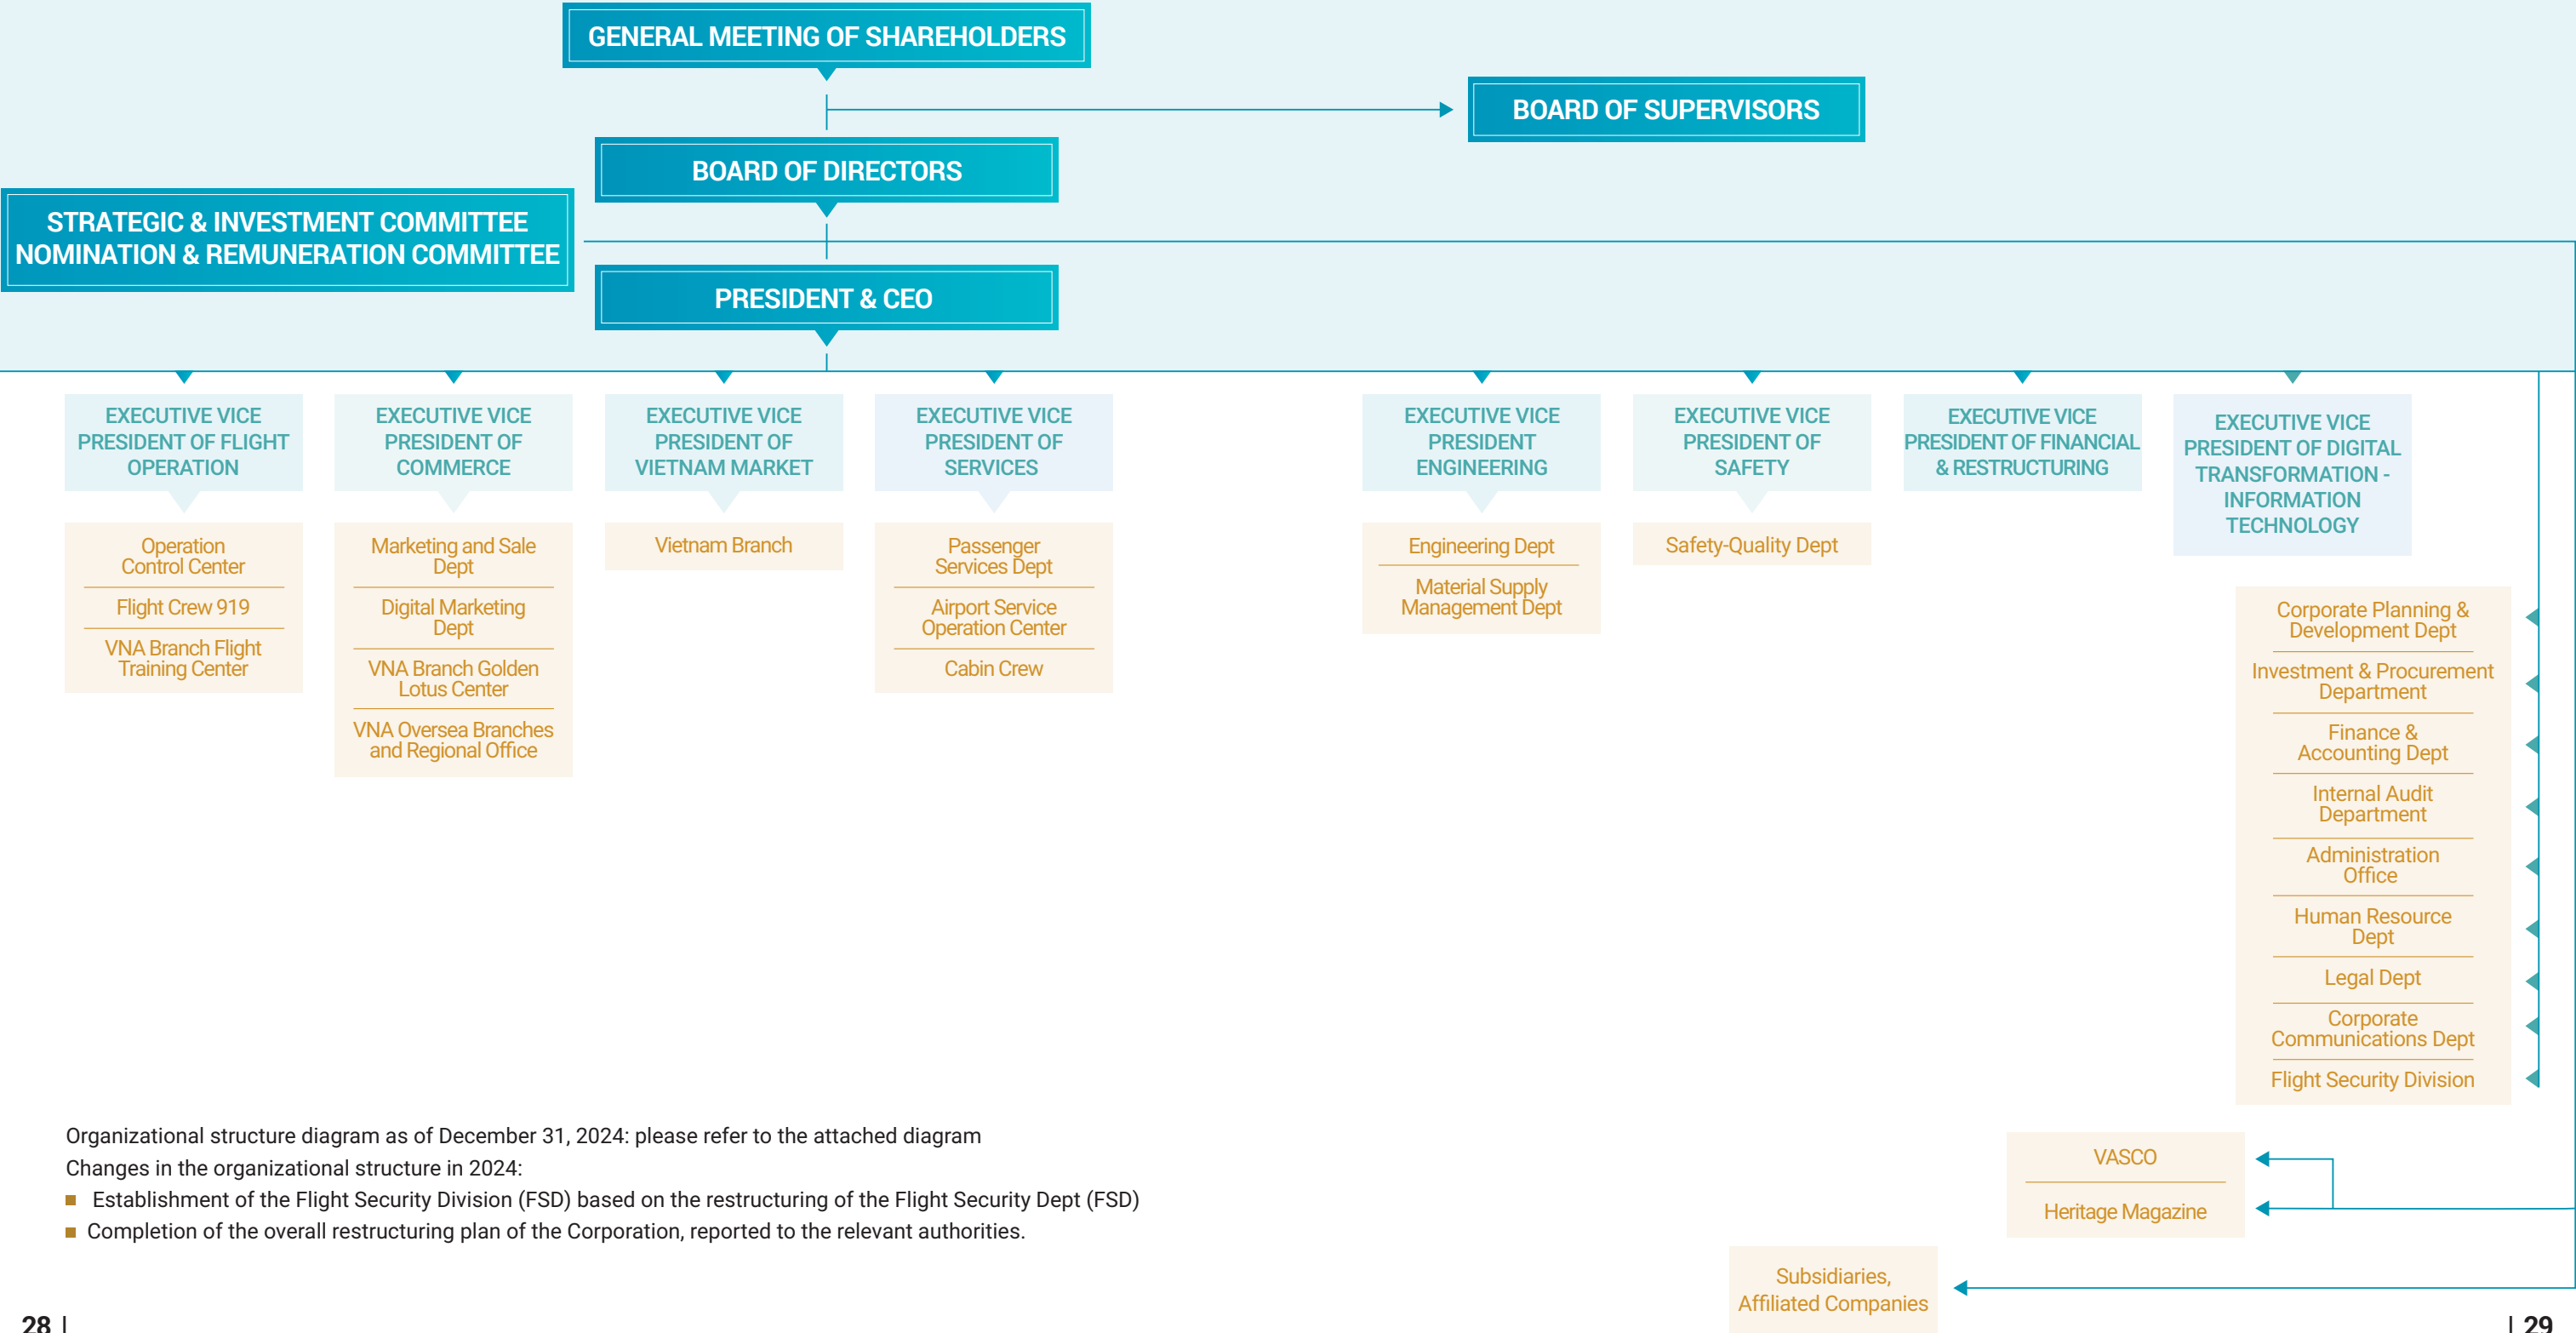 GENERAL MEETING OF SHAREHOLDERS
BOARD OF SUPERVISORS
BOARD OF DIRECTORS
STRATEGIC & INVESTMENT COMMITTEE
NOMINATION & REMUNERATION COMMITTEE
PRESIDENT & CEO
EXECUTIVE VICE
PRESIDENT OF FLIGHT
OPERATION
Operation
Control Center
Flight Crew 919
VNA Branch Flight
Training Center
EXECUTIVE VICE
PRESIDENT OF
COMMERCE
Marketing and Sale
Dept
Digital Marketing
Dept
VNA Branch Golden
Lotus Center
VNA Oversea Branches
and Regional Office
EXECUTIVE VICE
PRESIDENT OF
VIETNAM MARKET
Vietnam Branch
EXECUTIVE VICE
PRESIDENT OF
SERVICES
Passenger
Services Dept
Airport Service
Operation Center
Cabin Crew
EXECUTIVE VICE
PRESIDENT
ENGINEERING
Engineering Dept
Material Supply
Management Dept
EXECUTIVE VICE
PRESIDENT OF
SAFETY
Safety-Quality Dept
EXECUTIVE VICE
PRESIDENT OF FINANCIAL
& RESTRUCTURING
EXECUTIVE VICE
PRESIDENT OF DIGITAL
TRANSFORMATION -
INFORMATION
TECHNOLOGY
Corporate Planning &
Development Dept
Investment & Procurement
Department
Finance &
Accounting Dept
Internal Audit
Department
Administration
Office
Human Resource
Dept
Legal Dept
Corporate
Communications Dept
Flight Security Division
VASCO
Heritage Magazine
Subsidiaries,
Affiliated Companies
Organizational structure diagram as of December 31, 2024: please refer to the attached diagram
Changes in the organizational structure in 2024:
■ Establishment of the Flight Security Division (FSD) based on the restructuring of the Flight Security Dept (FSD)
■ Completion of the overall restructuring plan of the Corporation, reported to the relevant authorities.
28 |
| 29